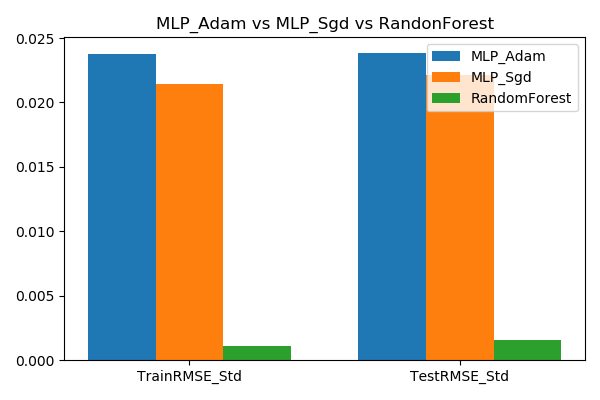 MLP_Adam vs MLP_Sgd vs RandonForest
0.025
0.020
0.015
0.010
0.005
0.000
MLP_Adam
MLP_Sgd
RandomForest
TrainRMSE_Std
TestRMSE_Std